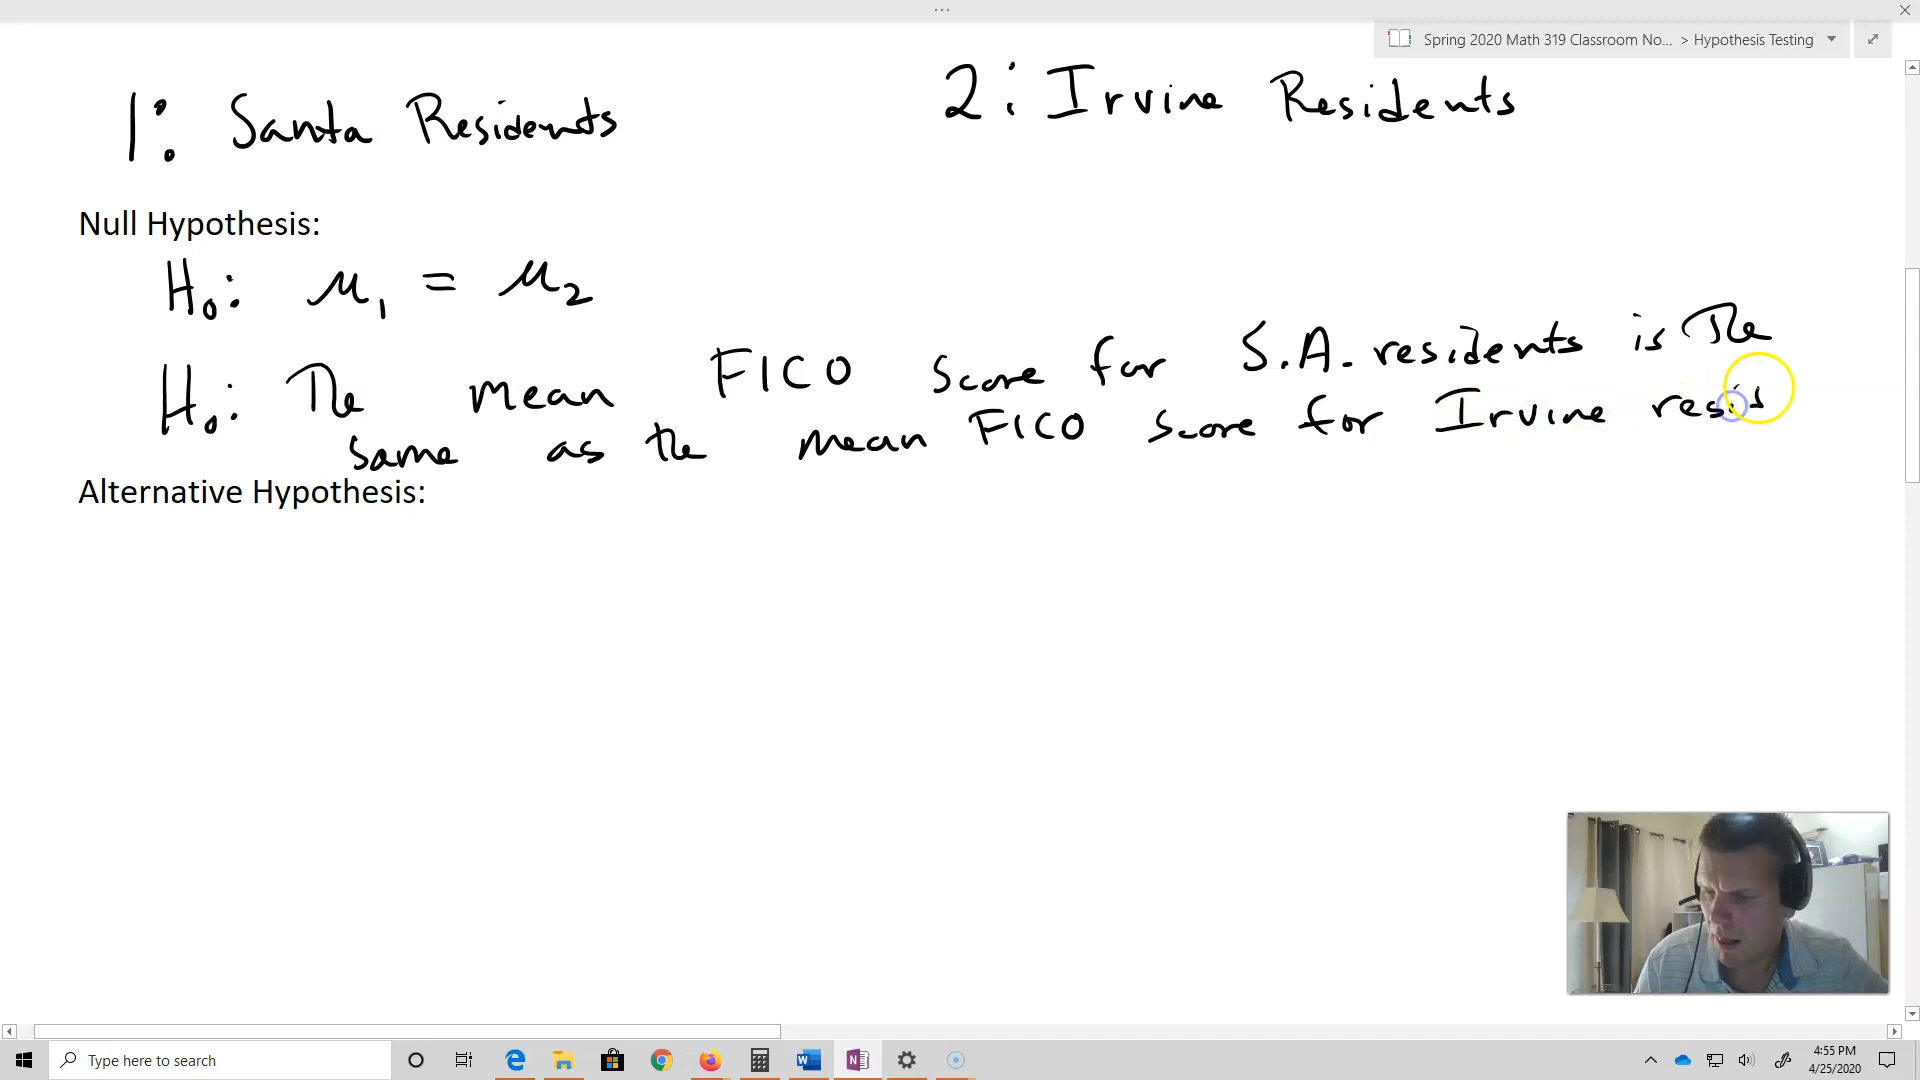 Spring 2020 Math 319 Classroom No... > Hypothesis Testing
1: Santa Residents
2: Irvine Residents
Null Hypothesis:
H₀: μ₁ = μ₂
H₀: The mean FICO Score for S.A. residents is the
same as the mean FICO Score for Irvine resi
Alternative Hypothesis:
Type here to search
4:55 PM
4/25/2020